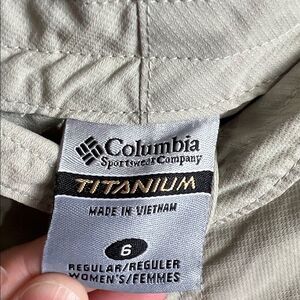 Columbia
Sportswear Company
TITANIUM
MADE IN VIETNAM
6
REGULAR/REGULER
WOMEN'S/FEMMES